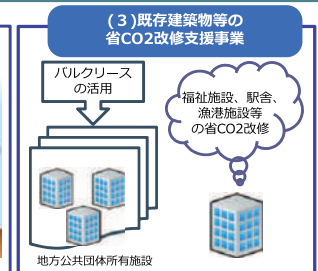 (３)既存建築物等の
省CO2改修支援事業
バルクリース
の活用
福祉施設、駅舎、
漁港施設等
の省CO2改修
地方公共団体所有施設